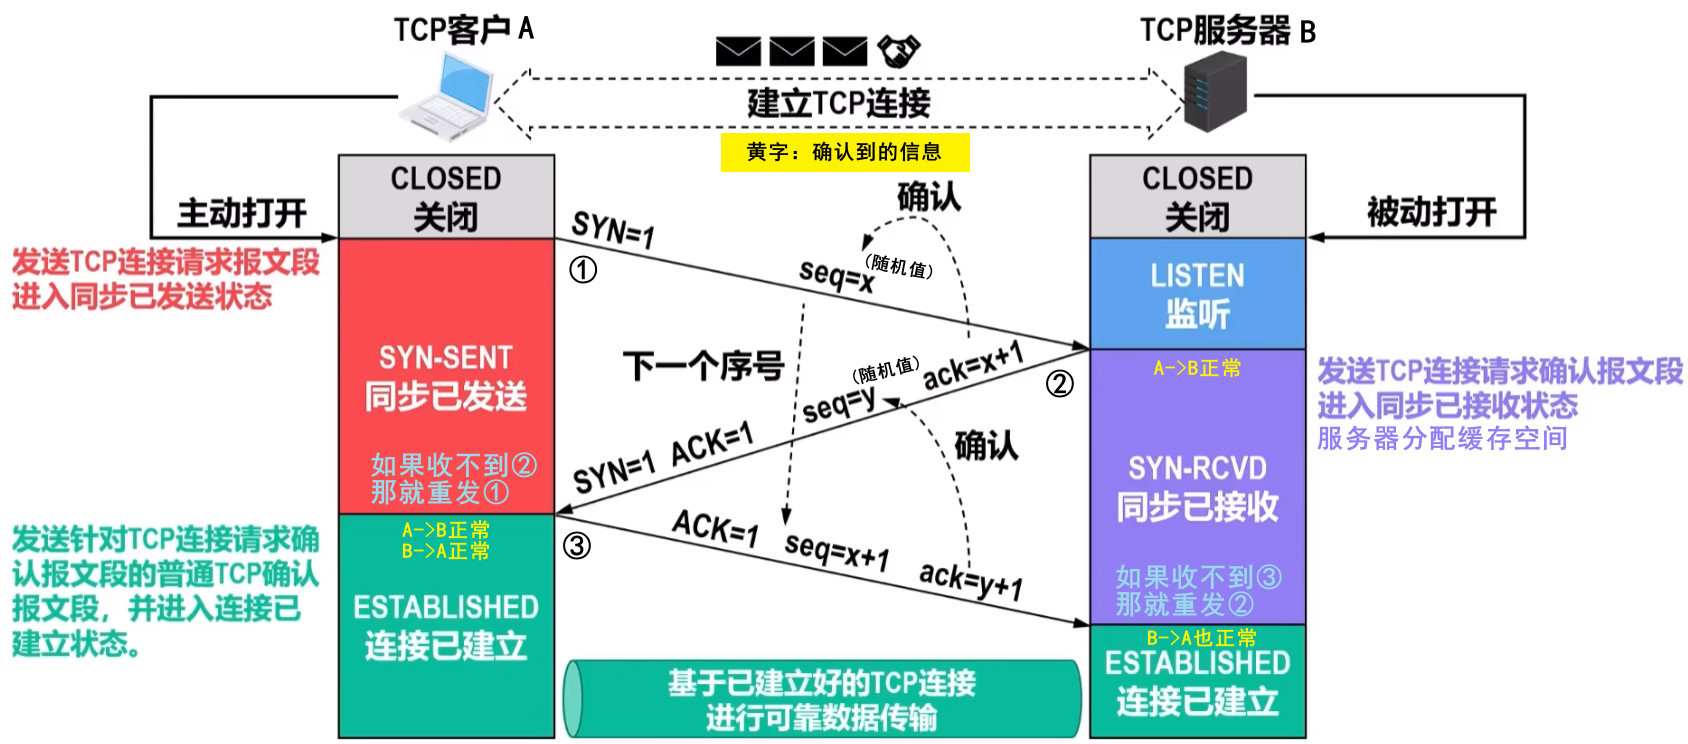 TCP客户 A
TCP服务器 B
建立TCP连接
黄字：确认到的信息
CLOSED
关闭
CLOSED
关闭
主动打开
被动打开
发送TCP连接请求报文段
进入同步已发送状态
SYN=1
seq=x
(随机值)
确认
①
LISTEN
监听
SYN-SENT
同步已发送
下一个序号
SYN=1 ACK=1 seq=y ack=x+1
(随机值)
②
A->B正常
发送TCP连接请求确认报文段
进入同步已接收状态
服务器分配缓存空间
确认
SYN-RCVD
同步已接收
如果收不到②
那就重发①
A->B正常
B->A正常
③
ACK=1 seq=x+1 ack=y+1
发送针对TCP连接请求确
认报文段的普通TCP确认
报文段，并进入连接已
建立状态。
ESTABLISHED
连接已建立
如果收不到③
那就重发②
B->A也正常
ESTABLISHED
连接已建立
基于已建立好的TCP连接
进行可靠数据传输